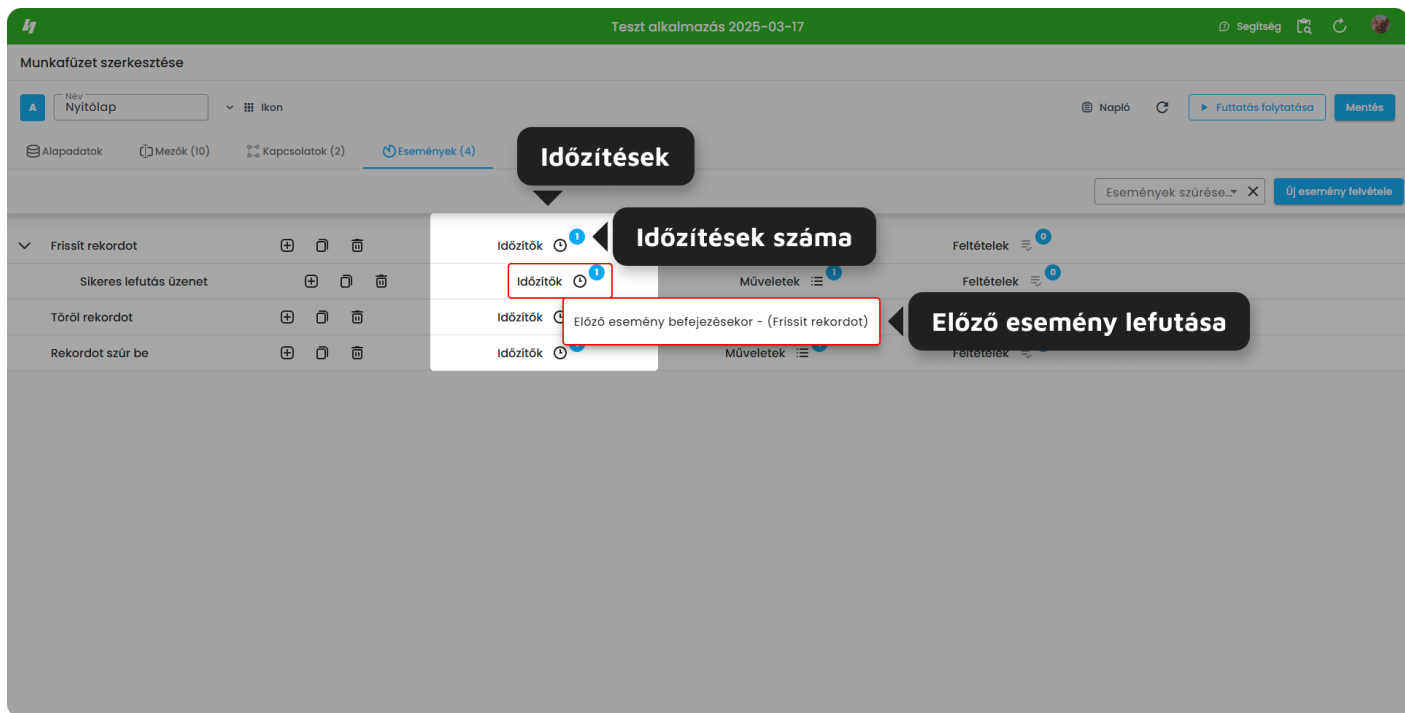 Teszt alkalmazás 2025-03-17
Segítség
Munkafüzet szerkesztése
A
Név
Nyitólap
Ikon
Napló
Futtatás folytatása
Mentés
Alapadatok
Mezők (10)
Kapcsolatok (2)
Események (4)
Időzítések
Események szűrése...
Új esemény felvétele
Frissít rekordot
Időzítők
1
Időzítések száma
Feltételek
0
Sikeres lefutás üzenet
Időzítők
1
Műveletek
1
Feltételek
0
Töröl rekordot
Időzítők
Előző esemény befejezésekor - (Frissít rekordot)
Előző esemény lefutása
Rekordot szúr be
Időzítők
Műveletek
Feltételek